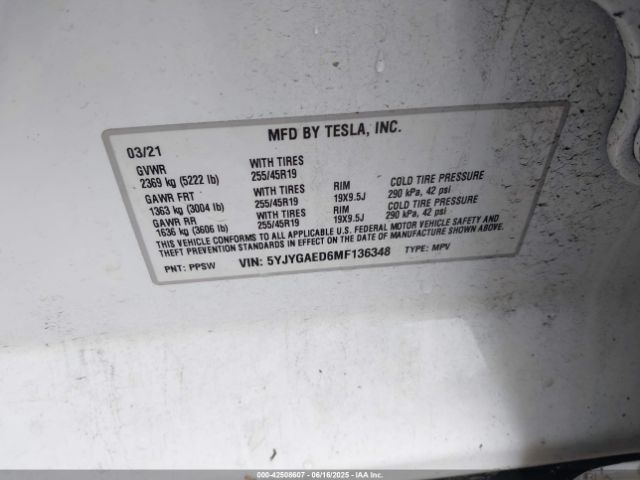 MFD BY TESLA, INC.
03/21
GVWR WITH TIRES
2369 kg (5222 lb) 255/45R19
GAWR FRT WITH TIRES RIM COLD TIRE PRESSURE
1363 kg (3004 lb) 255/45R19 19X9.5J 290 kPa, 42 psi
GAWR RR WITH TIRES RIM COLD TIRE PRESSURE
1636 kg (3606 lb) 255/45R19 19X9.5J 290 kPa, 42 psi
THIS VEHICLE CONFORMS TO ALL APPLICABLE U.S. FEDERAL MOTOR VEHICLE SAFETY AND
THEFT PREVENTION STANDARDS IN EFFECT ON THE DATE OF MANUFACTURE SHOWN ABOVE.
PNT: PPSW VIN: 5YJYGAED6MF136348 TYPE: MPV
000-42508607 - 06/16/2025 - IAAI - Copart